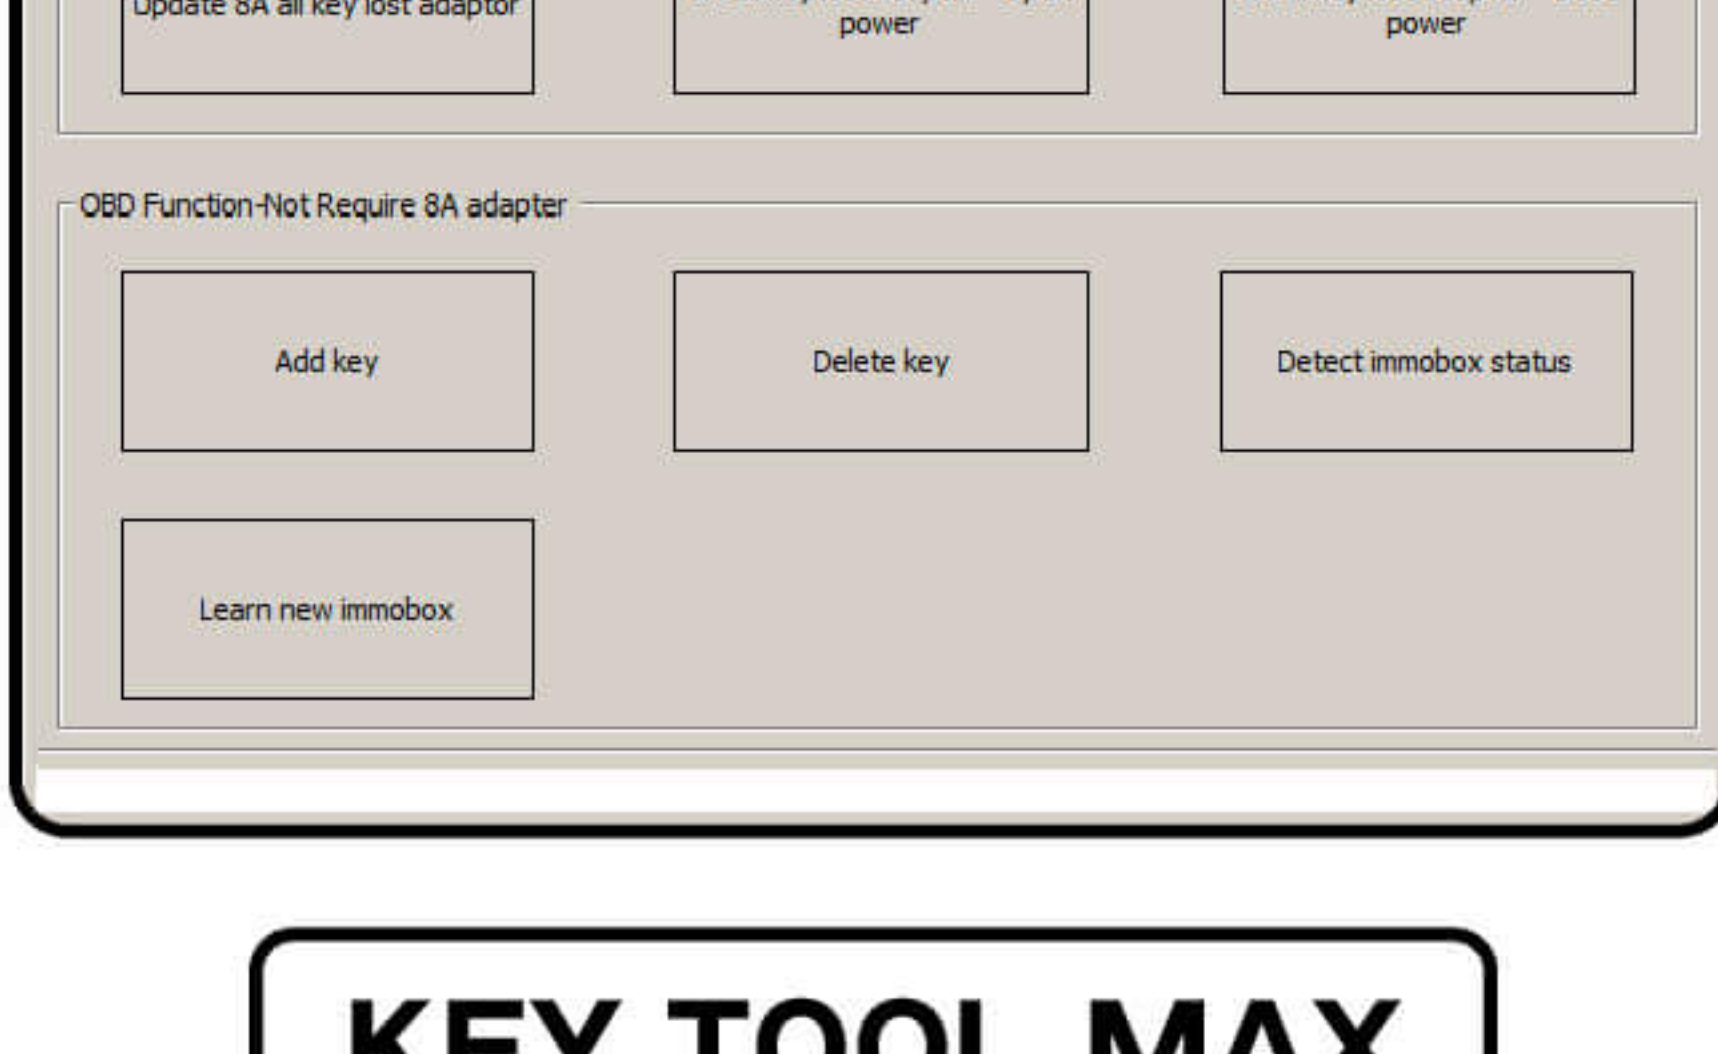 Update 8A all key lost adaptor
power
power
OBD Function-Not Require 8A adapter
Add key
Delete key
Detect immobox status
Learn new immobox
KEY TOOL MAX